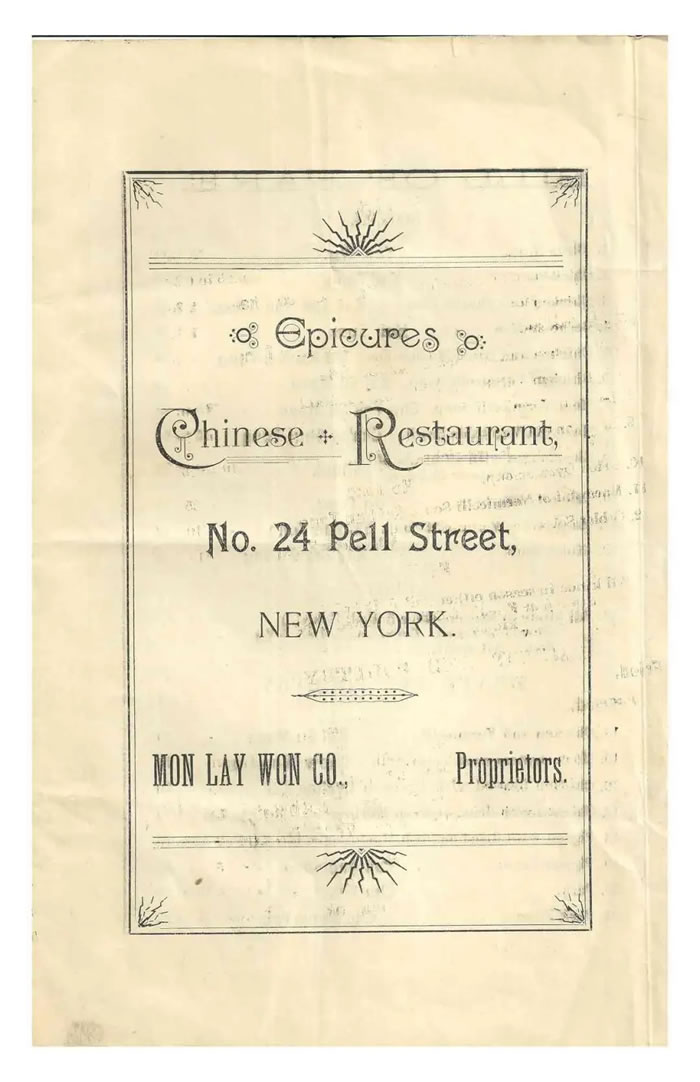 Epicures
Chinese Restaurant,
No. 24 Pell Street,
NEW YORK.
MON LAY WON CO., Proprietors.